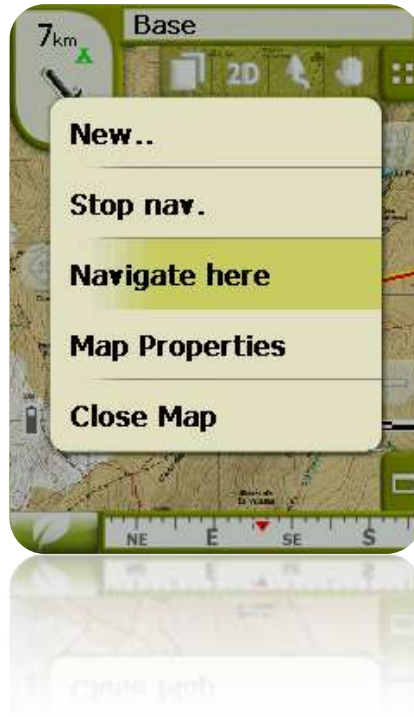 7km
Base
2D
New..
Stop nav.
Navigate here
Map Properties
Close Map
NE E SE S